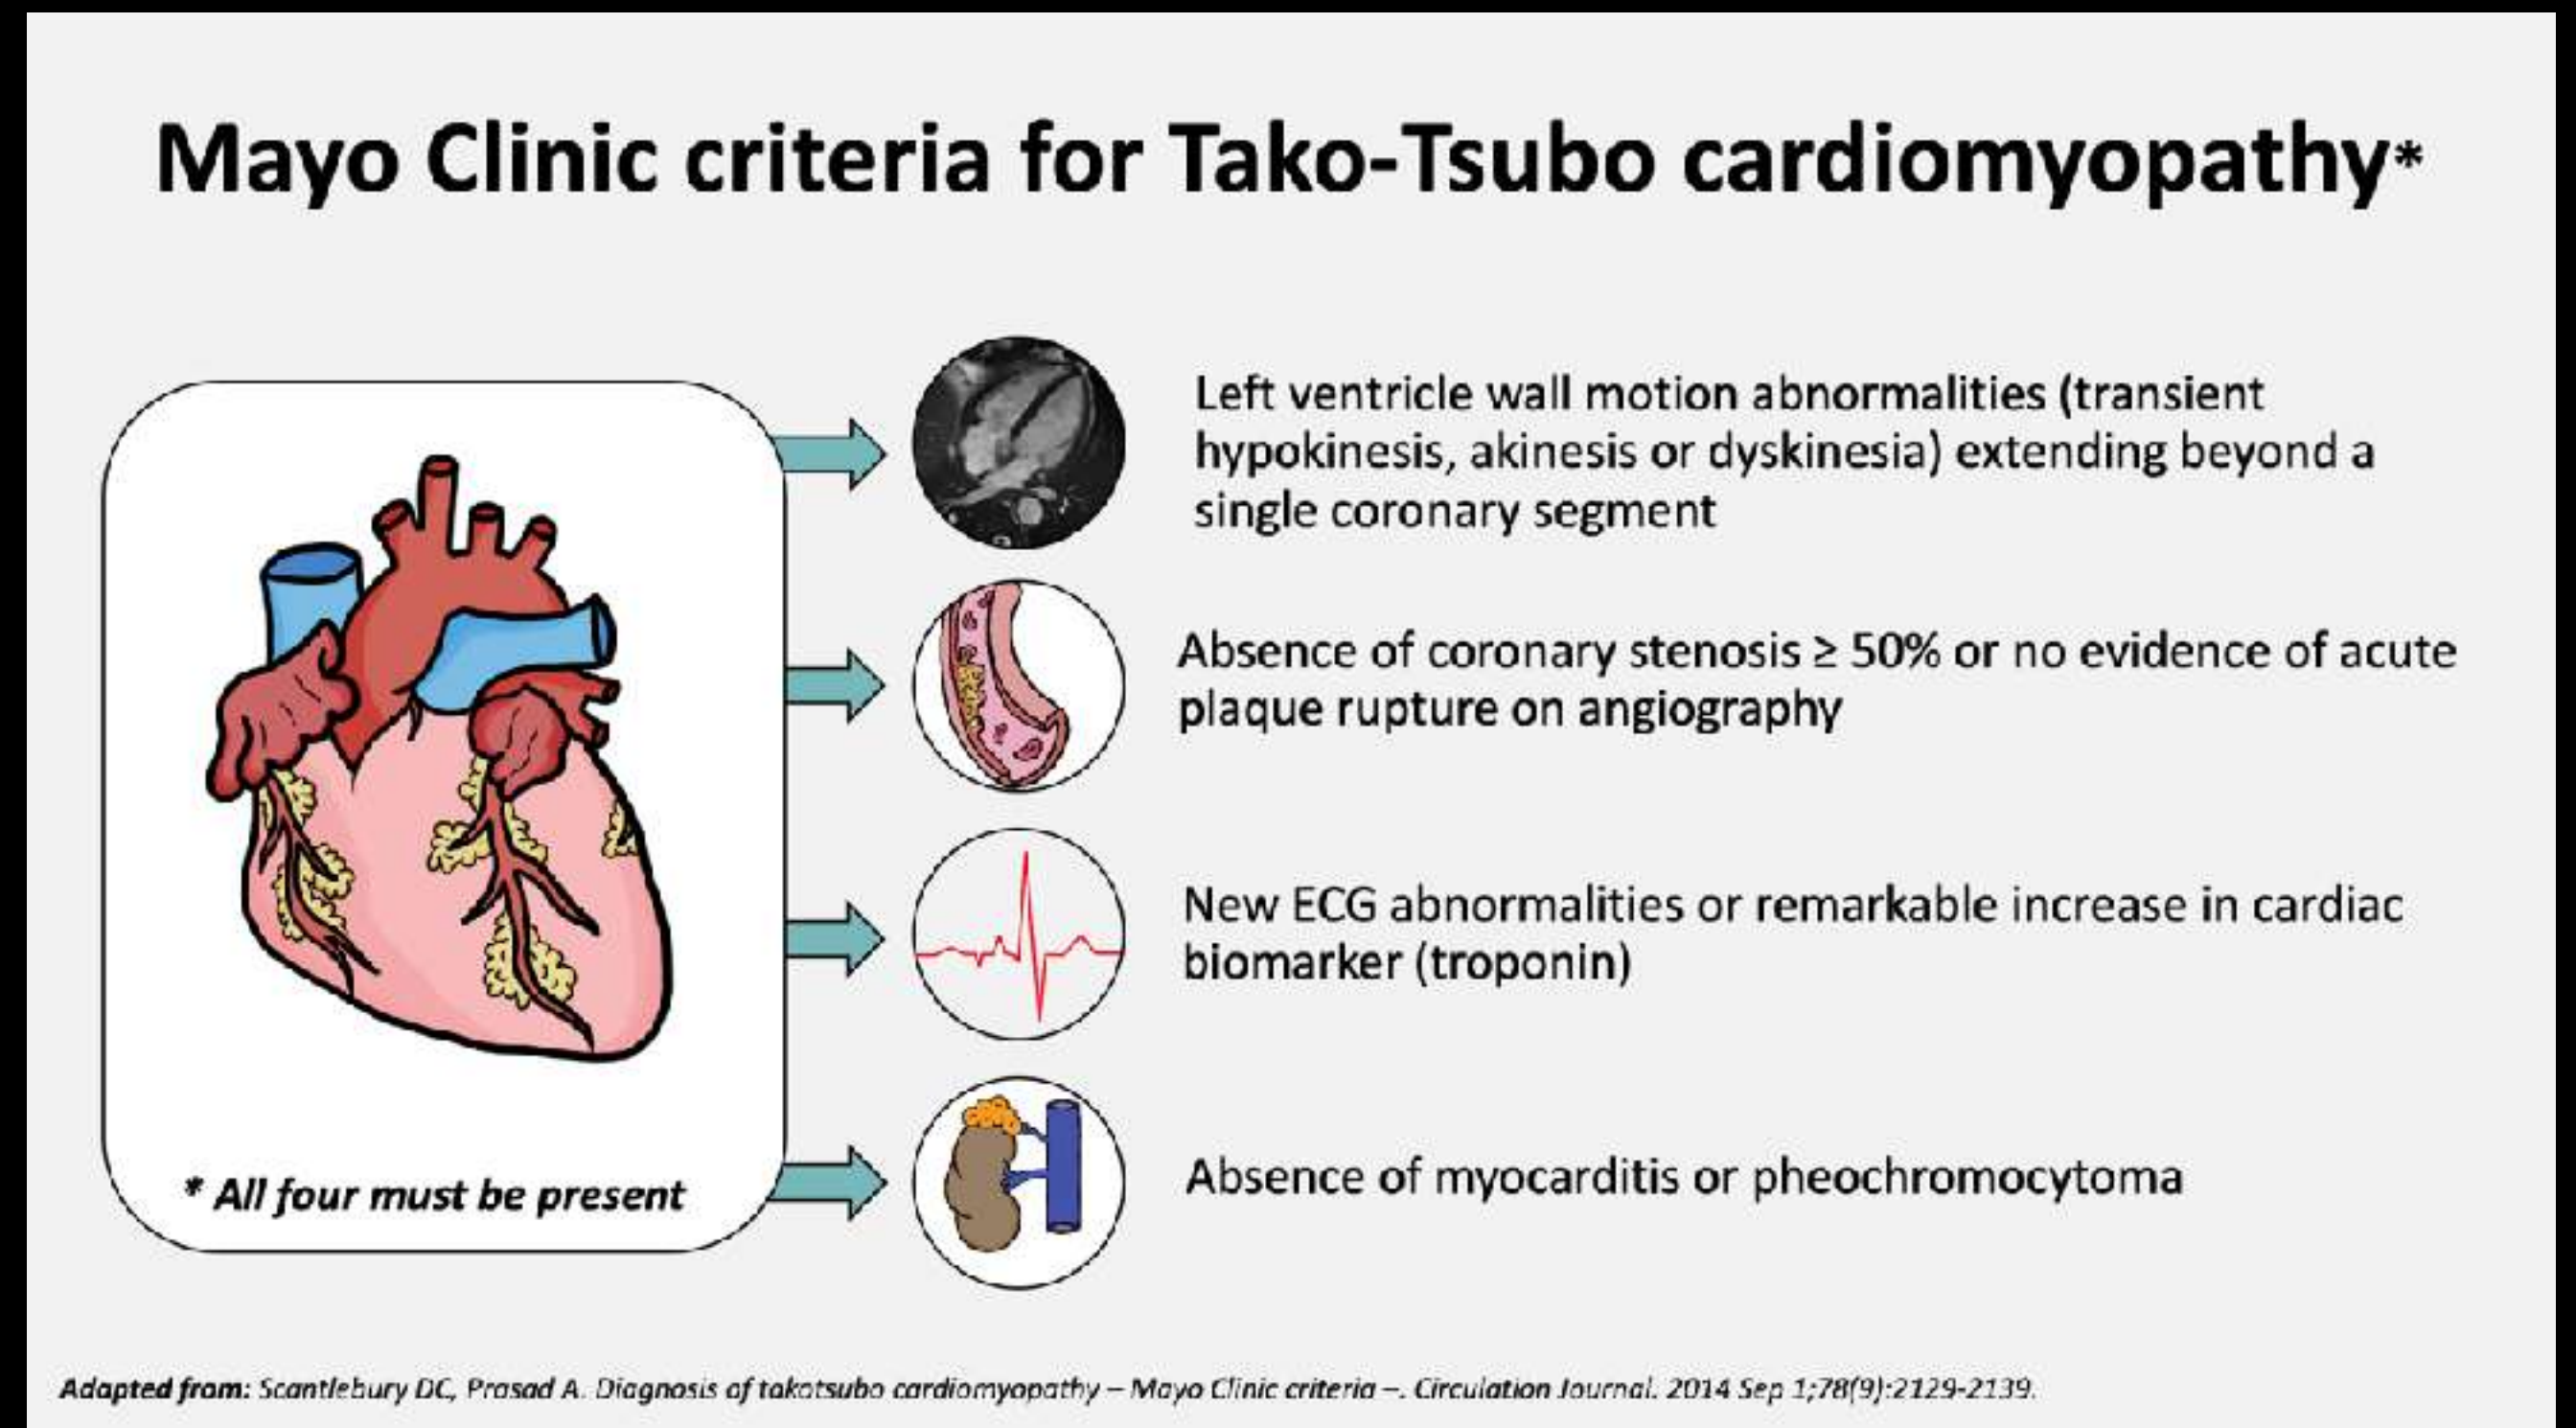 Mayo Clinic criteria for Tako-Tsubo cardiomyopathy*
Left ventricle wall motion abnormalities (transient
hypokinesis, akinesis or dyskinesia) extending beyond a
single coronary segment
Absence of coronary stenosis ≥ 50% or no evidence of acute
plaque rupture on angiography
New ECG abnormalities or remarkable increase in cardiac
biomarker (troponin)
Absence of myocarditis or pheochromocytoma
* All four must be present
Adapted from: Scantlebury DC, Prasad A. Diagnosis of takotsubo cardiomyopathy – Mayo Clinic criteria –. Circulation Journal. 2014 Sep 1;78(9):2129-2139.